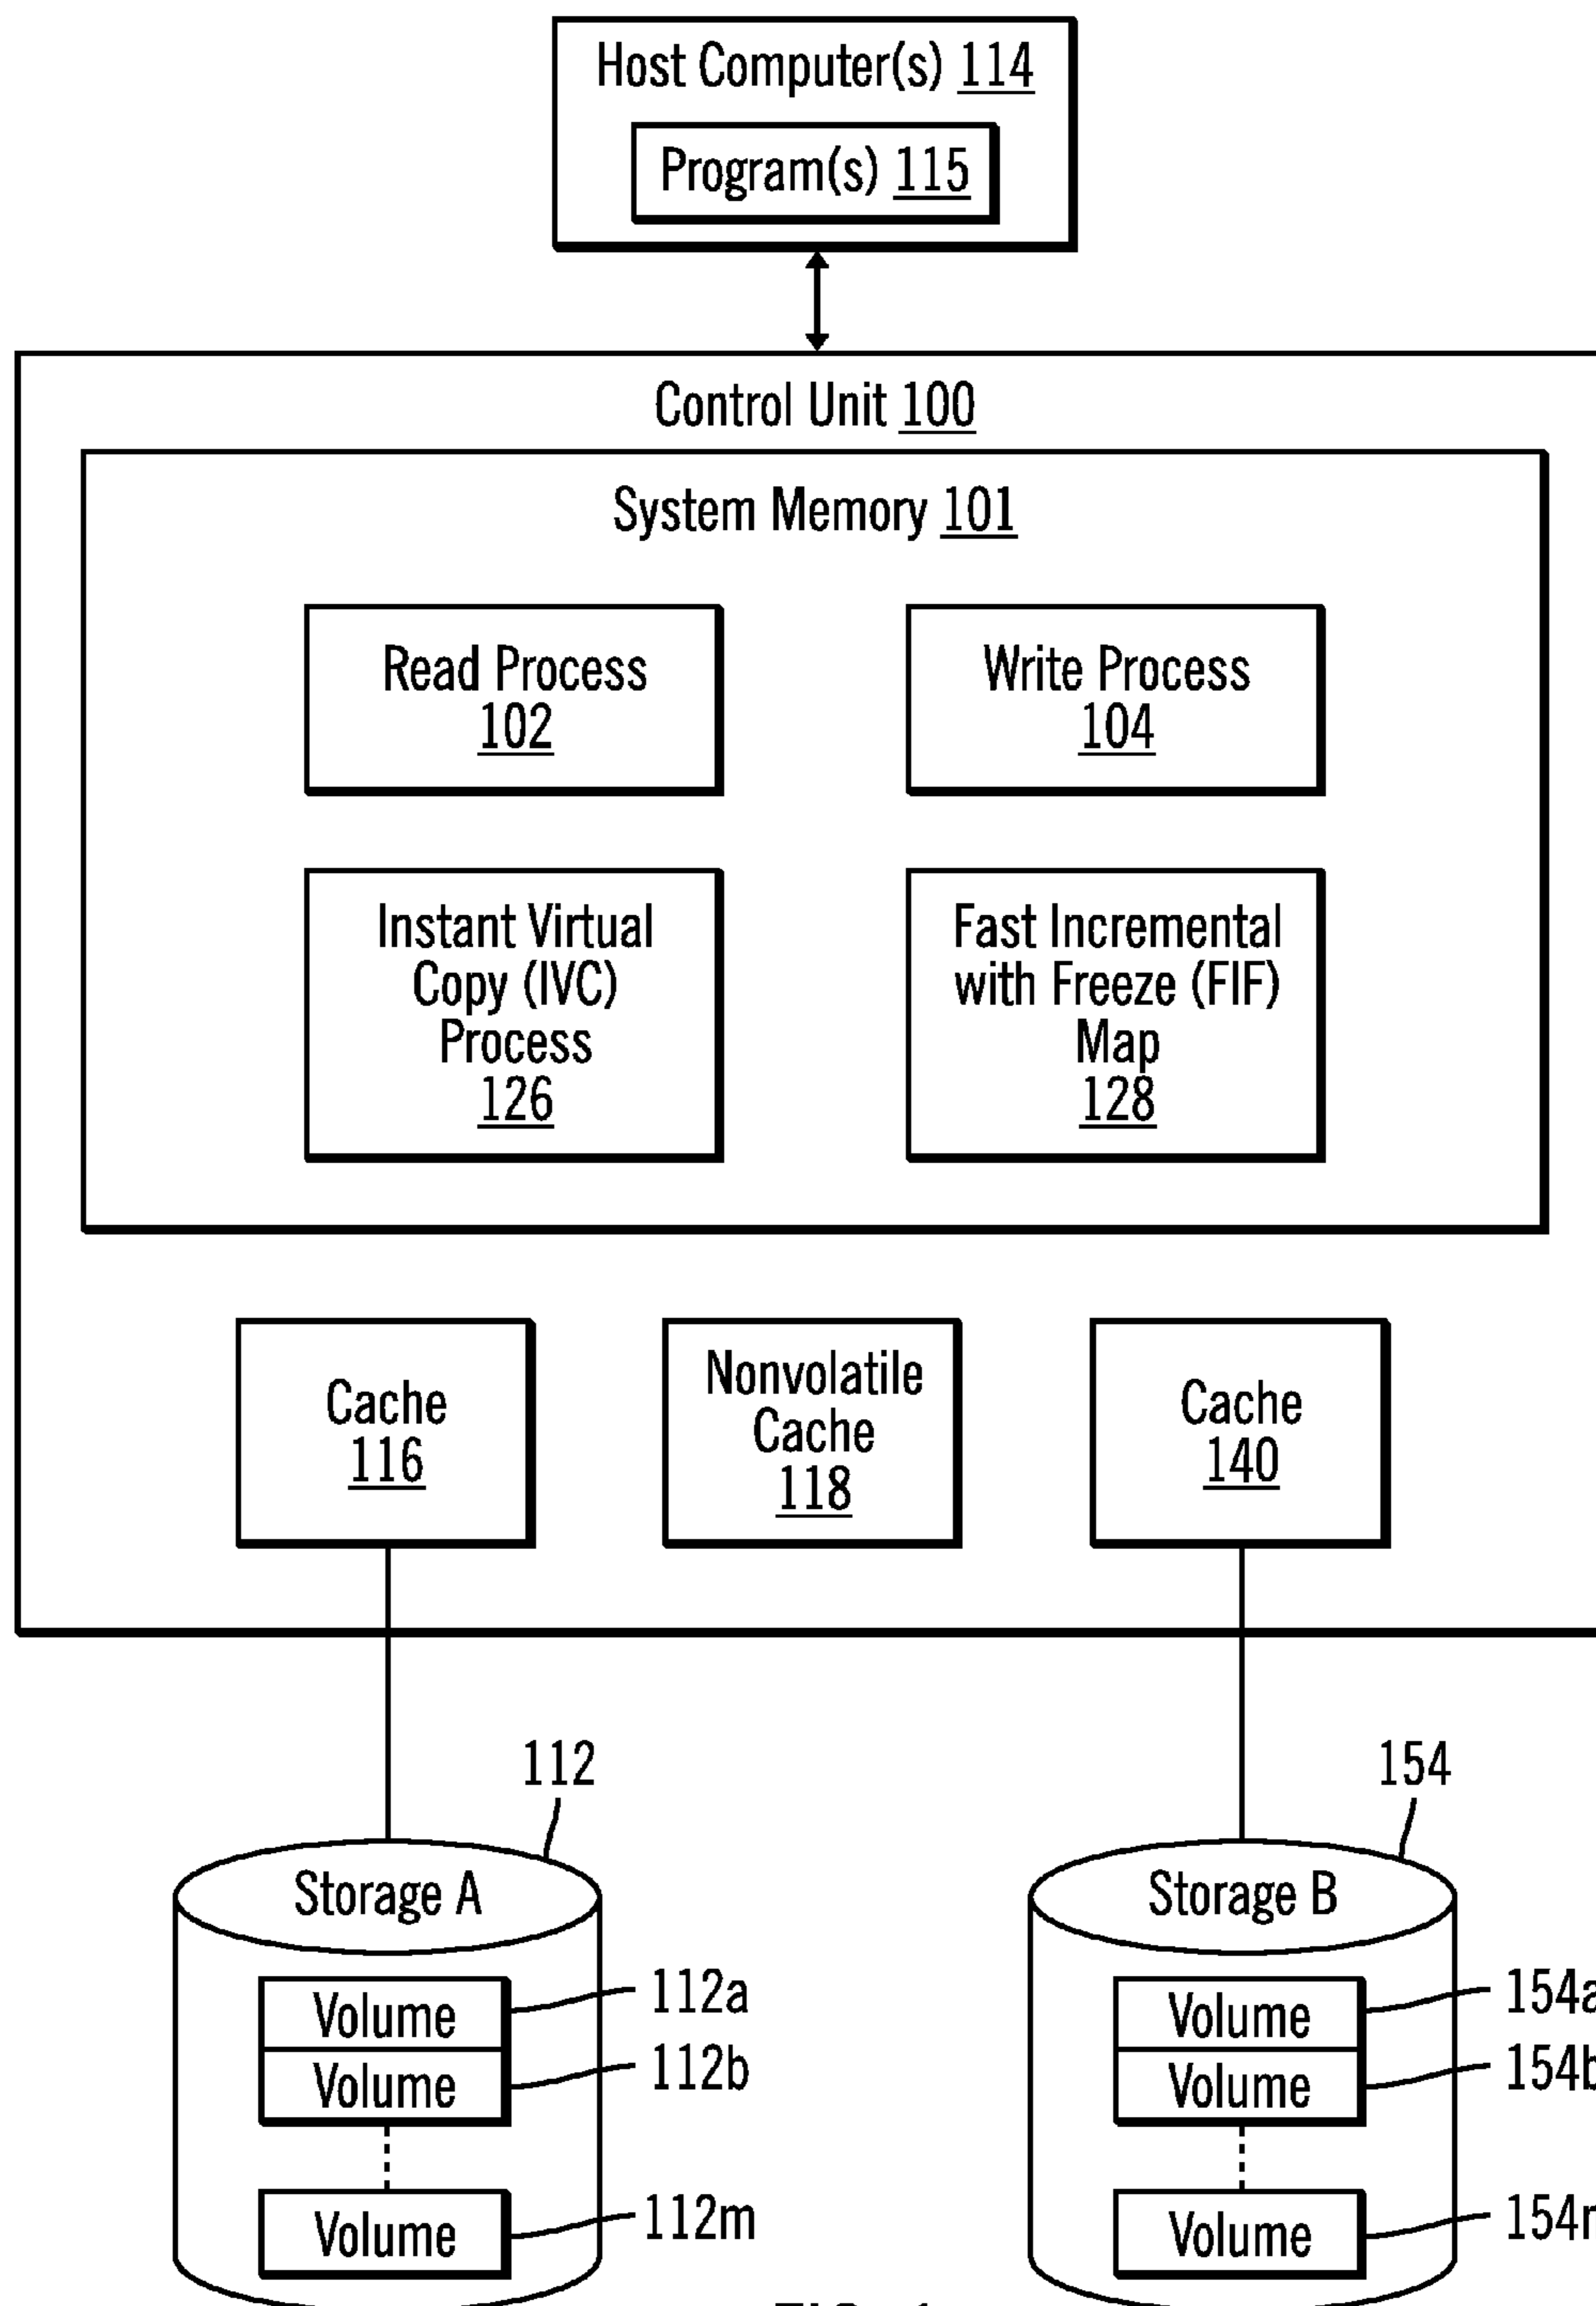 Host Computer(s) 114
Program(s) 115
Control Unit 100
System Memory 101
Read Process
102
Write Process
104
Instant Virtual
Copy (IVC)
Process
126
Fast Incremental
with Freeze (FIF)
Map
128
Cache
116
Nonvolatile
Cache
118
Cache
140
112
154
Storage A
Storage B
Volume
112a
Volume
112b
Volume
112m
Volume
154a
Volume
154b
Volume